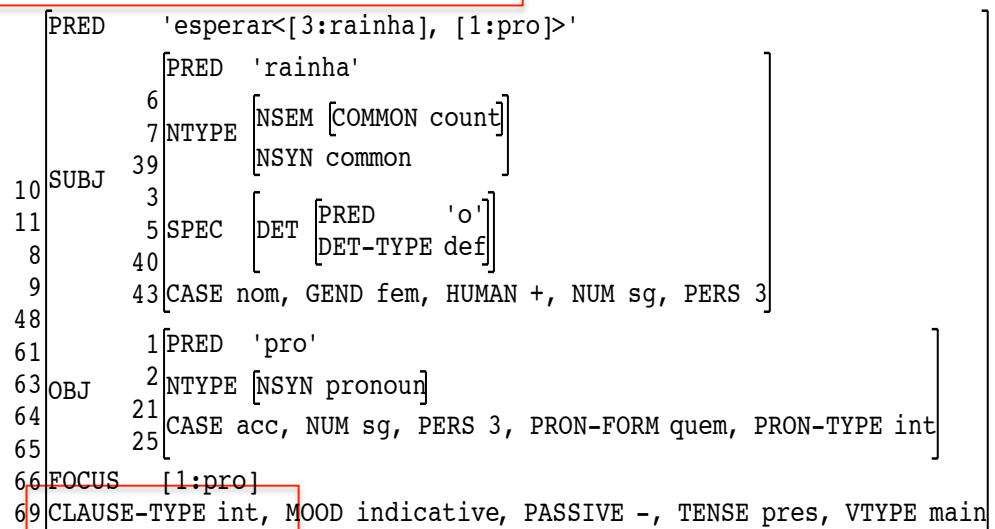 PRED 'esperar<[3:rainha], [1:pro]>'
PRED 'rainha'
6
NSEM [COMMON count]
7 NTYPE
39 NSYN common
10 SUBJ
3
PRED 'o'
11
5 SPEC DET
DET-TYPE def
8
40
9 43 CASE nom, GEND fem, HUMAN +, NUM sg, PERS 3
48
61 1 PRED 'pro'
63 OBJ 2 NTYPE [NSYN pronoun]
64 21
CASE acc, NUM sg, PERS 3, PRON-FORM quem, PRON-TYPE int
65 25
66 FOCUS [1:pro]
69 CLAUSE-TYPE int, MOOD indicative, PASSIVE -, TENSE pres, VTYPE main